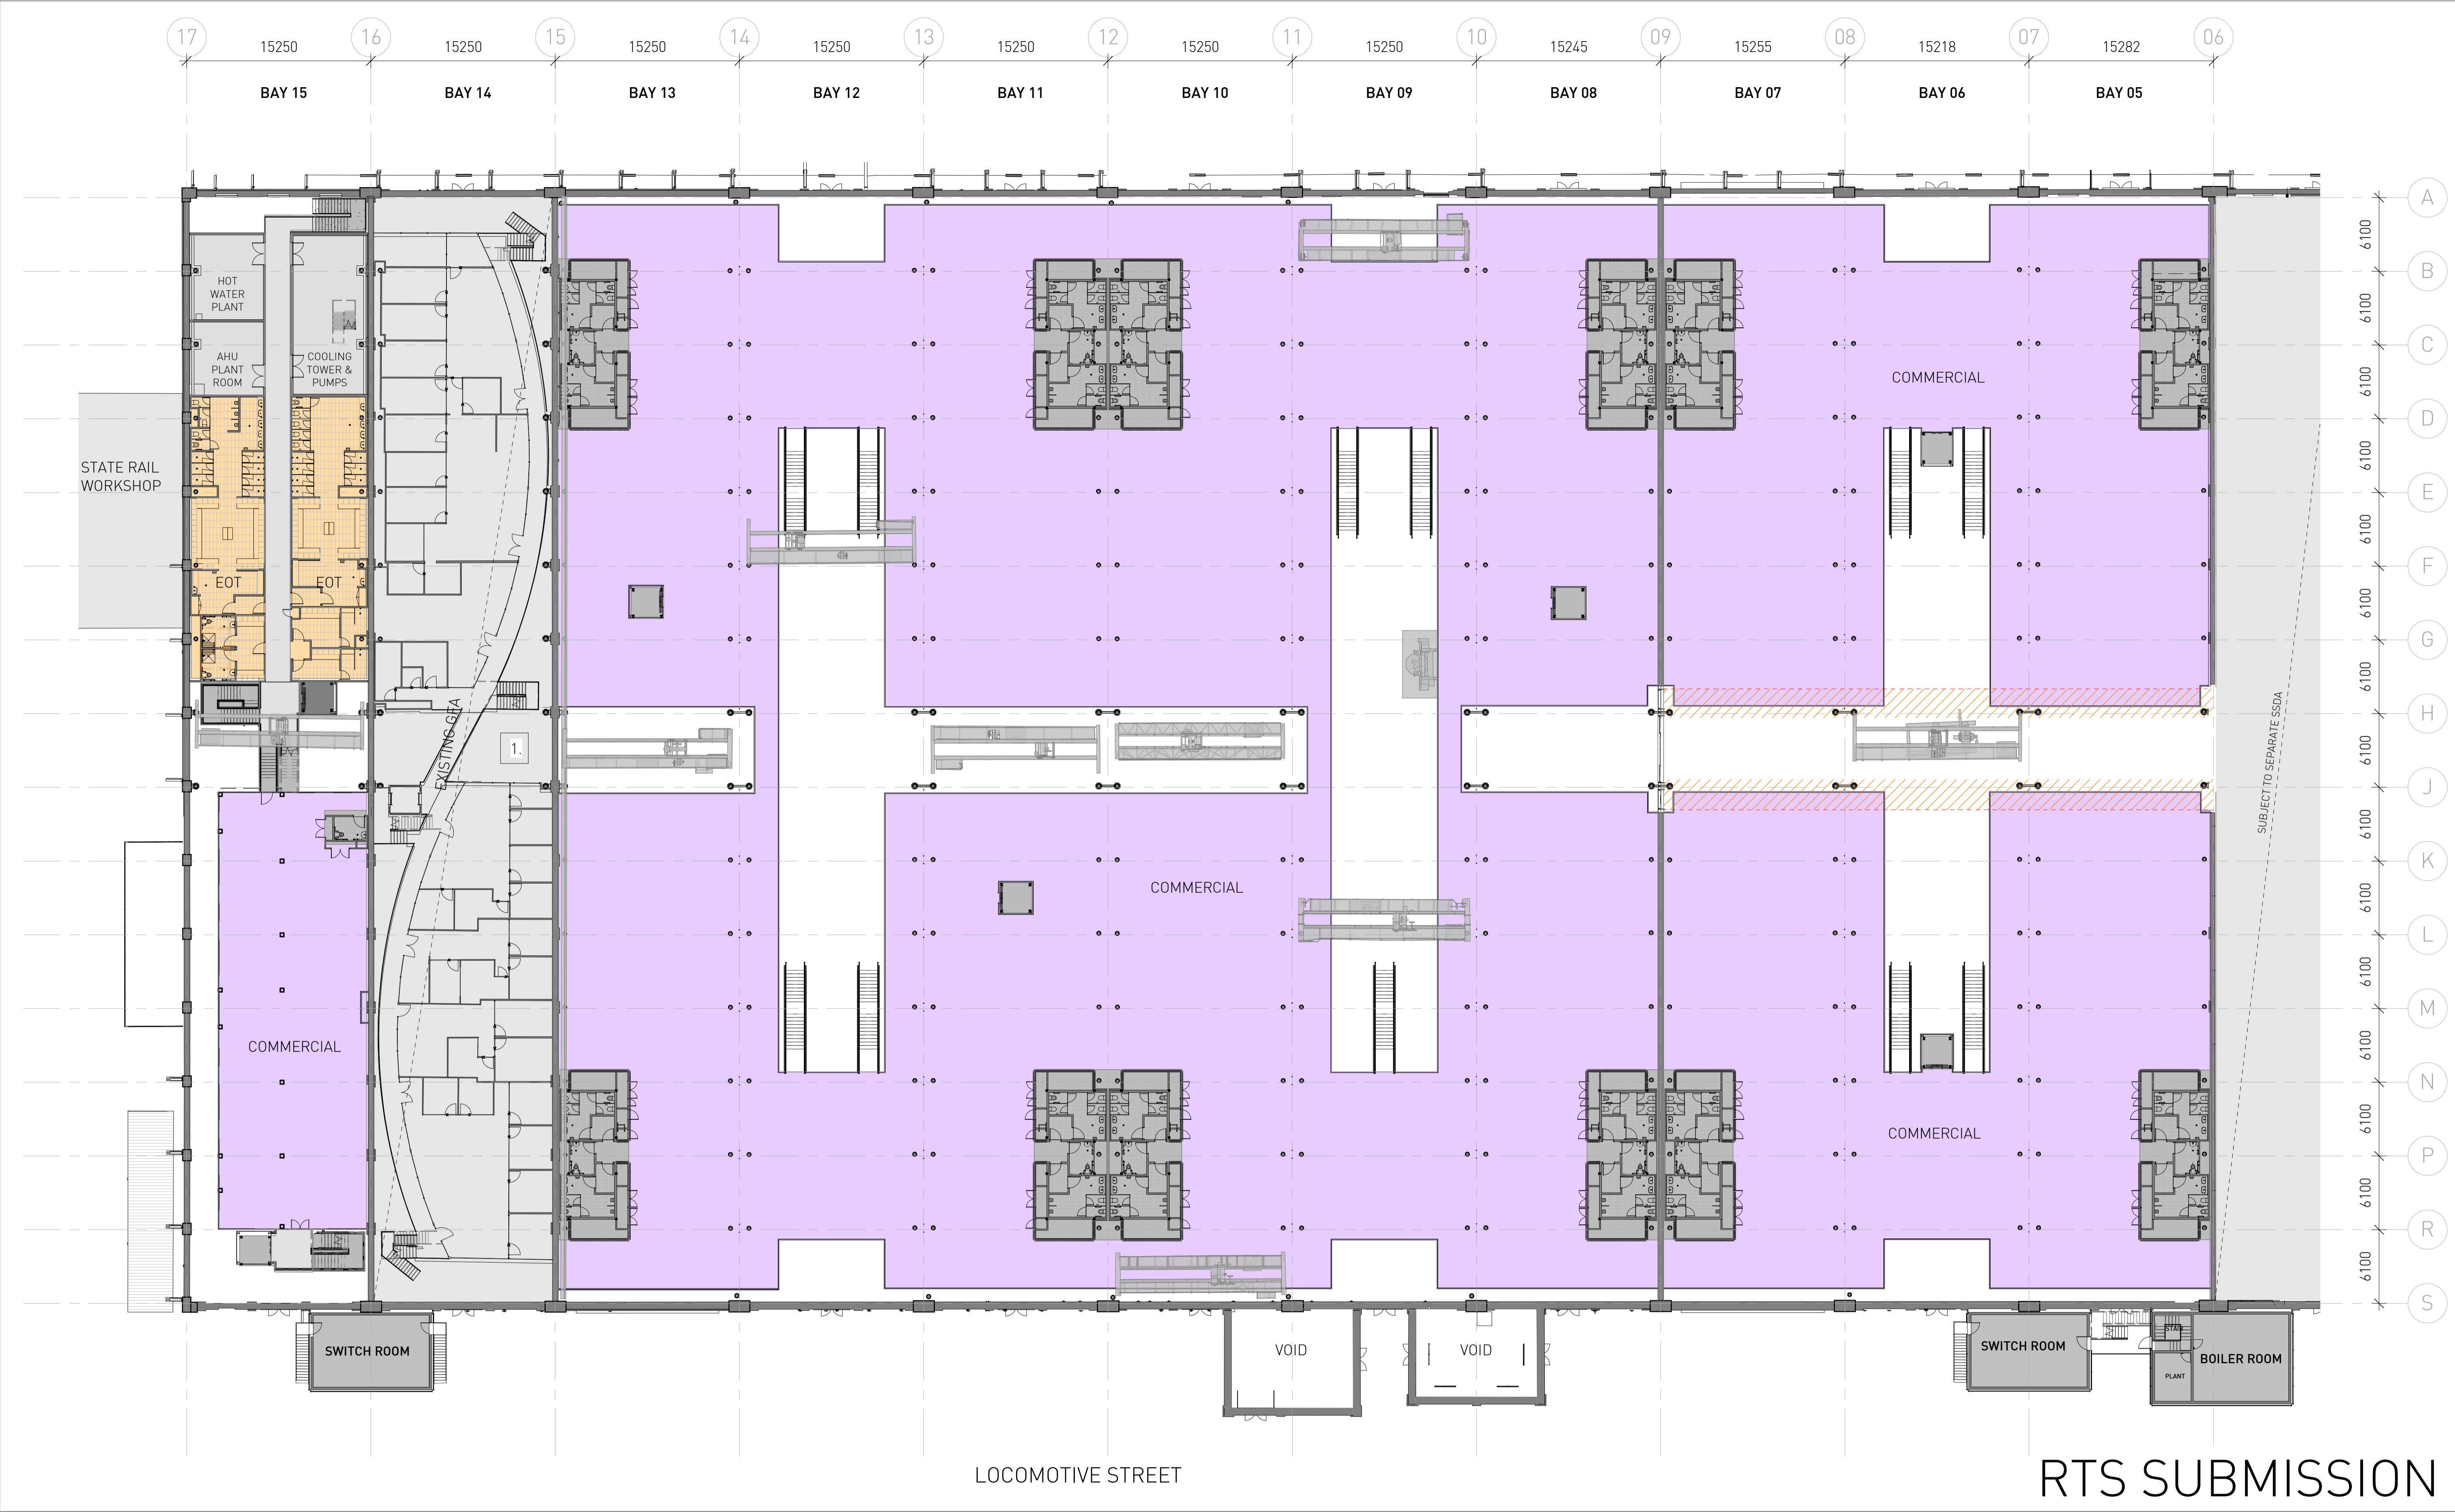 17 16 15 14 13 12 11 10 09 08 07 06
15250 15250 15250 15250 15250 15250 15250 15245 15255 15218 15282
BAY 15 BAY 14 BAY 13 BAY 12 BAY 11 BAY 10 BAY 09 BAY 08 BAY 07 BAY 06 BAY 05
A
6100
B
6100
C
6100
D
6100
E
6100
F
6100
G
6100
H
6100
J
6100
K
6100
L
6100
M
6100
N
6100
P
6100
R
6100
S
HOT
WATER
PLANT
AHU
PLANT
ROOM
COOLING
TOWER &
PUMPS
STATE RAIL
WORKSHOP
EOT
EOT
EXISTING GFA
1.
COMMERCIAL
COMMERCIAL
COMMERCIAL
COMMERCIAL
SUBJECT TO SEPARATE SSDA
SWITCH ROOM
VOID
VOID
SWITCH ROOM
STAIR
PLANT
BOILER ROOM
LOCOMOTIVE STREET
RTS SUBMISSION